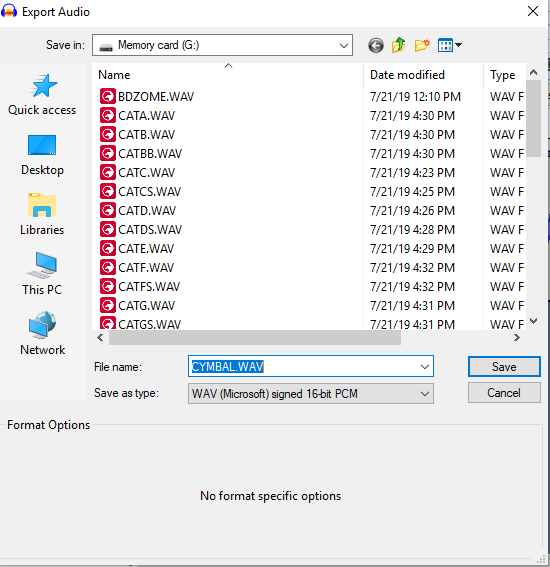 Export Audio
Save in: Memory card (G:)
Name Date modified Type
Quick access
Desktop
Libraries
This PC
Network
BDZOME.WAV 7/21/19 12:10 PM WAV F
CATA.WAV 7/21/19 4:30 PM WAV F
CATB.WAV 7/21/19 4:30 PM WAV F
CATBB.WAV 7/21/19 4:30 PM WAV F
CATC.WAV 7/21/19 4:23 PM WAV F
CATCS.WAV 7/21/19 4:25 PM WAV F
CATD.WAV 7/21/19 4:26 PM WAV F
CATDS.WAV 7/21/19 4:28 PM WAV F
CATE.WAV 7/21/19 4:29 PM WAV F
CATF.WAV 7/21/19 4:32 PM WAV F
CATFS.WAV 7/21/19 4:32 PM WAV F
CATG.WAV 7/21/19 4:31 PM WAV F
CATGS.WAV 7/21/19 4:31 PM WAV F
File name: CYMBAL.WAV Save
Save as type: WAV (Microsoft) signed 16-bit PCM Cancel
Format Options
No format specific options